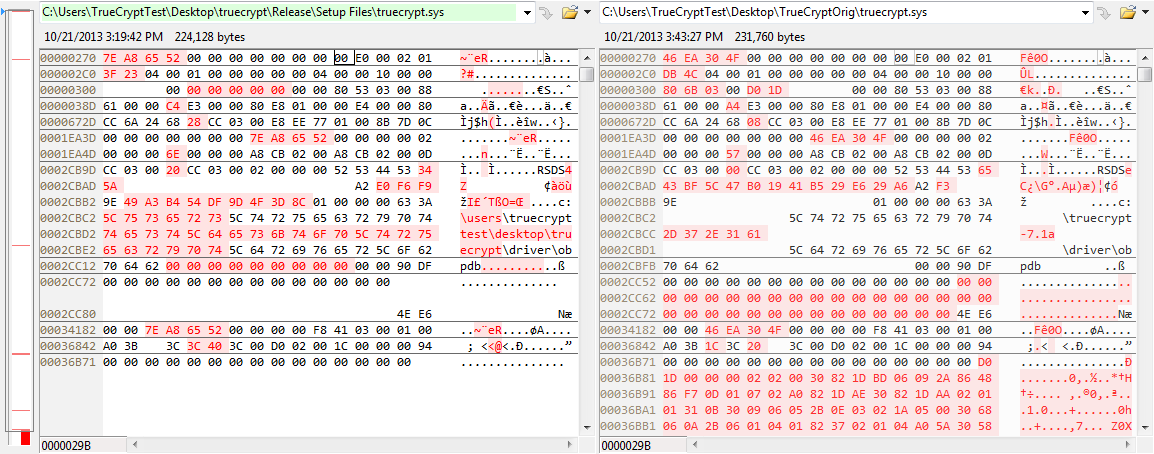 C:\Users\TrueCryptTest\Desktop\truecrypt\Release\Setup Files\truecrypt.sys
10/21/2013 3:19:42 PM 224,128 bytes
00000270 7E A8 65 52 00 00 00 00 00 00 00 00 E0 00 02 01 ~¨eR........à...
000002C0 3F 23 04 00 01 00 00 04 00 00 10 00 00 04 00 00 ?#..............
00000300 00 00 00 00 00 00 00 80 53 03 00 88 .......€S..ˆ
0000038D 61 00 00 C4 E3 00 00 80 E8 01 00 00 E4 00 00 80 a..Äã..€è...ä..€
0000672D CC 6A 24 68 28 CC 03 00 E8 EE 77 01 00 8B 7D 0C Ìj$h(Ì..èîw..‹}.
0001EA3D 00 00 00 00 00 00 7E A8 65 52 00 00 00 00 02 ......~¨eR.....
0001EA4D 00 00 00 6E 00 00 00 A8 CB 02 00 A8 CB 02 00 0D ...n...¨Ë..¨Ë...
0002CB9D CC 03 00 20 CC 03 00 02 00 00 00 52 53 44 53 34 Ì.. Ì......RSDS4
0002CBAD 5A A2 E0 F6 F9 Z ¢àöù
0002CBB2 9E 49 A3 B4 54 DF 9D 4F 3D 8C 01 00 00 00 63 3A žI£´TßO=Œ....c:
0002CBC2 5C 75 73 65 72 73 5C 74 72 75 65 63 72 79 70 74 \users\truecrypt
0002CBD2 74 65 73 74 5C 64 65 73 6B 74 6F 70 5C 74 72 75 test\desktop\tru
0002CBE2 65 63 72 79 70 74 5C 64 72 69 76 65 72 5C 6F 62 ecrypt\driver\ob
0002CC12 70 64 62 00 00 00 00 00 00 00 00 00 00 00 90 DF pdb............ß
0002CC72 00 00 00 00 00 00 00 00 00 00 00 00 00 00 ..............
0002CC80 4E E6 Næ
00034182 00 00 7E A8 65 52 00 00 00 00 F8 41 03 00 01 00 ..~¨eR....øA....
00036842 A0 3B 3C 3C 40 3C 00 D0 02 00 1C 00 00 00 94 ; <<@<.Ð......”
00036B71 00 00 00 00 00 00 00 00 00 00 00 00 00 00 00 ...............
0000029B
C:\Users\TrueCryptTest\Desktop\TrueCryptOrig\truecrypt.sys
10/21/2013 3:43:27 PM 231,760 bytes
00000270 46 EA 30 4F 00 00 00 00 00 00 00 00 E0 00 02 01 Fê0O........à...
000002C0 DB 4C 04 00 01 00 00 04 00 00 10 00 00 04 00 00 ÛL..............
00000300 80 6B 03 00 D0 1D 00 00 80 53 03 00 88 €k..Ð...€S..ˆ
0000038D 61 00 00 A4 E3 00 00 80 E8 01 00 00 E4 00 00 80 a..¤ã..€è...ä..€
0000672D CC 6A 24 68 08 CC 03 00 E8 EE 77 01 00 8B 7D 0C Ìj$h.Ì..èîw..‹}.
0001EA3D 00 00 00 00 00 00 46 EA 30 4F 00 00 00 00 02 ......Fê0O.....
0001EA4D 00 00 00 57 00 00 00 A8 CB 02 00 A8 CB 02 00 0D ...W...¨Ë..¨Ë...
0002CB9D CC 03 00 00 CC 03 00 02 00 00 00 52 53 44 53 65 Ì...Ì......RSDSe
0002CBAD 43 BF 5C 47 B0 19 41 B5 29 E6 29 A6 A2 F3 C¿\G°.Aµ)æ)¦¢ó
0002CBBB 9E 01 00 00 00 63 3A ž ....c:
0002CBC2 5C 74 72 75 65 63 72 79 70 74 \truecrypt
0002CBCC 2D 37 2E 31 61 -7.1a
0002CBD1 5C 64 72 69 76 65 72 5C 6F 62 \driver\ob
0002CBFB 70 64 62 00 00 00 90 DF pdb ...ß
0002CC52 00 00 00 00 00 00 00 00 00 00 00 00 00 00 00 00 ................
0002CC62 00 00 00 00 00 00 00 00 00 00 00 00 00 00 00 00 ................
0002CC72 00 00 00 00 00 00 00 00 00 00 00 00 00 00 4E E6 ..............Næ
00034182 00 00 46 EA 30 4F 00 00 00 00 F8 41 03 00 01 00 ..Fê0O....øA....
00036842 A0 3B 1C 3C 20 3C 00 D0 02 00 1C 00 00 00 94 ;.< <.Ð......”
00036B71 00 00 00 00 00 00 00 00 00 00 00 00 00 00 00 D0 ...............Ð
00036B81 1D 00 00 00 02 02 00 30 82 1D BD 06 09 2A 86 48 .......0‚.½..*†H
00036B91 86 F7 0D 01 07 02 A0 82 1D AE 30 82 1D AA 02 01 †÷.... ‚.®0‚.ª..
00036BA1 01 31 0B 30 09 06 05 2B 0E 03 02 1A 05 00 30 68 .1.0...+......0h
00036BB1 06 0A 2B 06 01 04 01 82 37 02 01 04 A0 5A 30 58 ..+....‚7... Z0X
0000029B